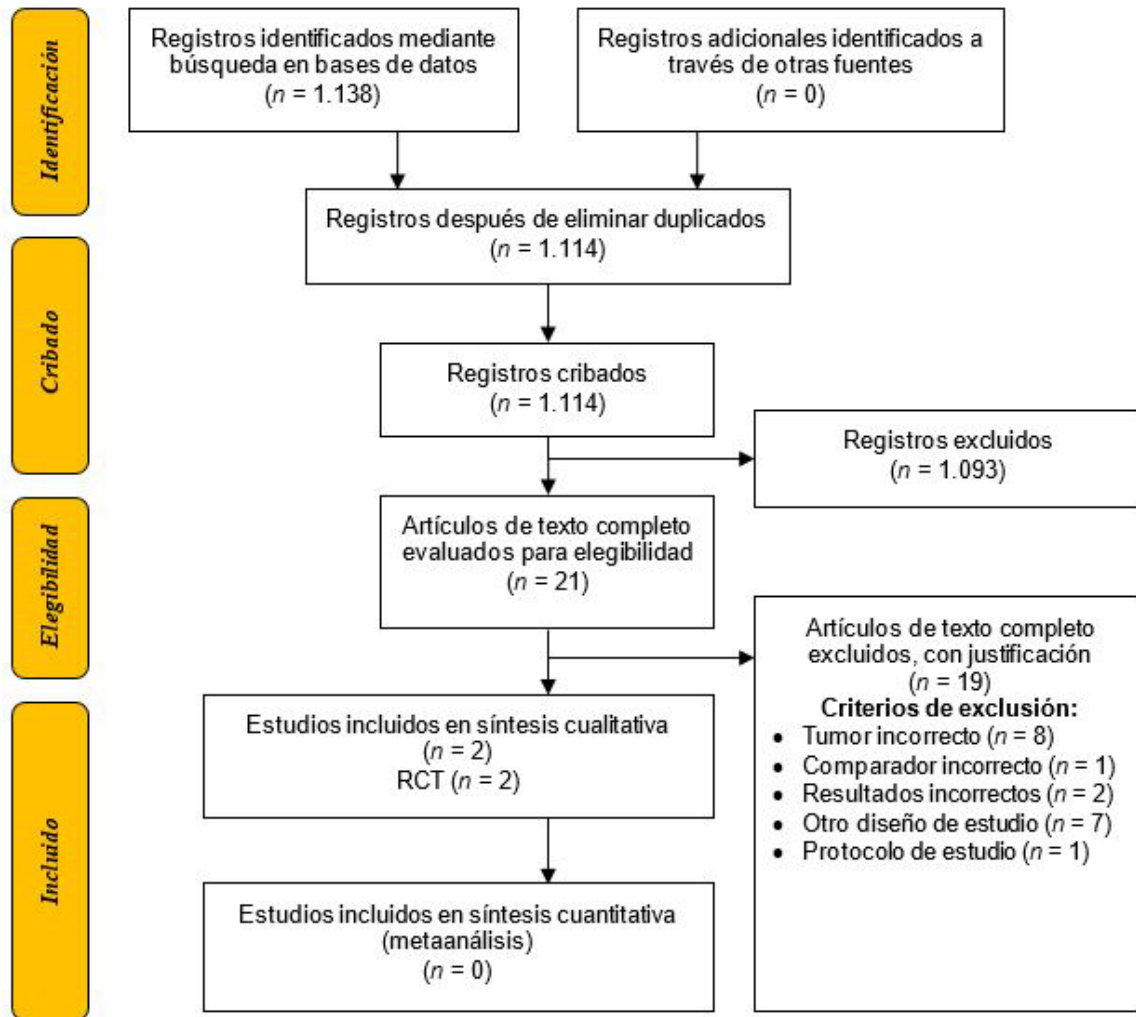 Identificación
Registros identificados mediante
búsqueda en bases de datos
(n = 1.138)
Registros adicionales identificados a
través de otras fuentes
(n = 0)
Registros después de eliminar duplicados
(n = 1.114)
Cribado
Registros cribados
(n = 1.114)
Registros excluidos
(n = 1.093)
Elegibilidad
Artículos de texto completo
evaluados para elegibilidad
(n = 21)
Artículos de texto completo
excluidos, con justificación
(n = 19)
Criterios de exclusión:
• Tumor incorrecto (n = 8)
• Comparador incorrecto (n = 1)
• Resultados incorrectos (n = 2)
• Otro diseño de estudio (n = 7)
• Protocolo de estudio (n = 1)
Incluido
Estudios incluidos en síntesis cualitativa
(n = 2)
RCT (n = 2)
Estudios incluidos en síntesis cuantitativa
(metaanálisis)
(n = 0)